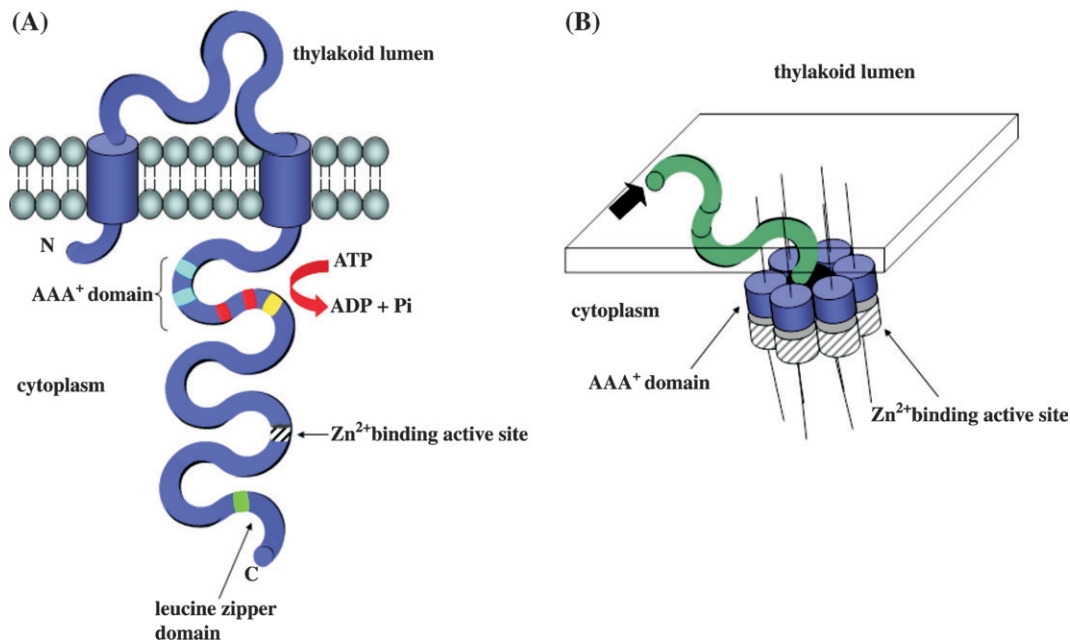 (A)
thylakoid lumen
N
ATP
AAA⁺ domain
ADP + Pi
cytoplasm
Zn²⁺binding active site
C
leucine zipper
domain
(B)
thylakoid lumen
cytoplasm
AAA⁺ domain
Zn²⁺binding active site